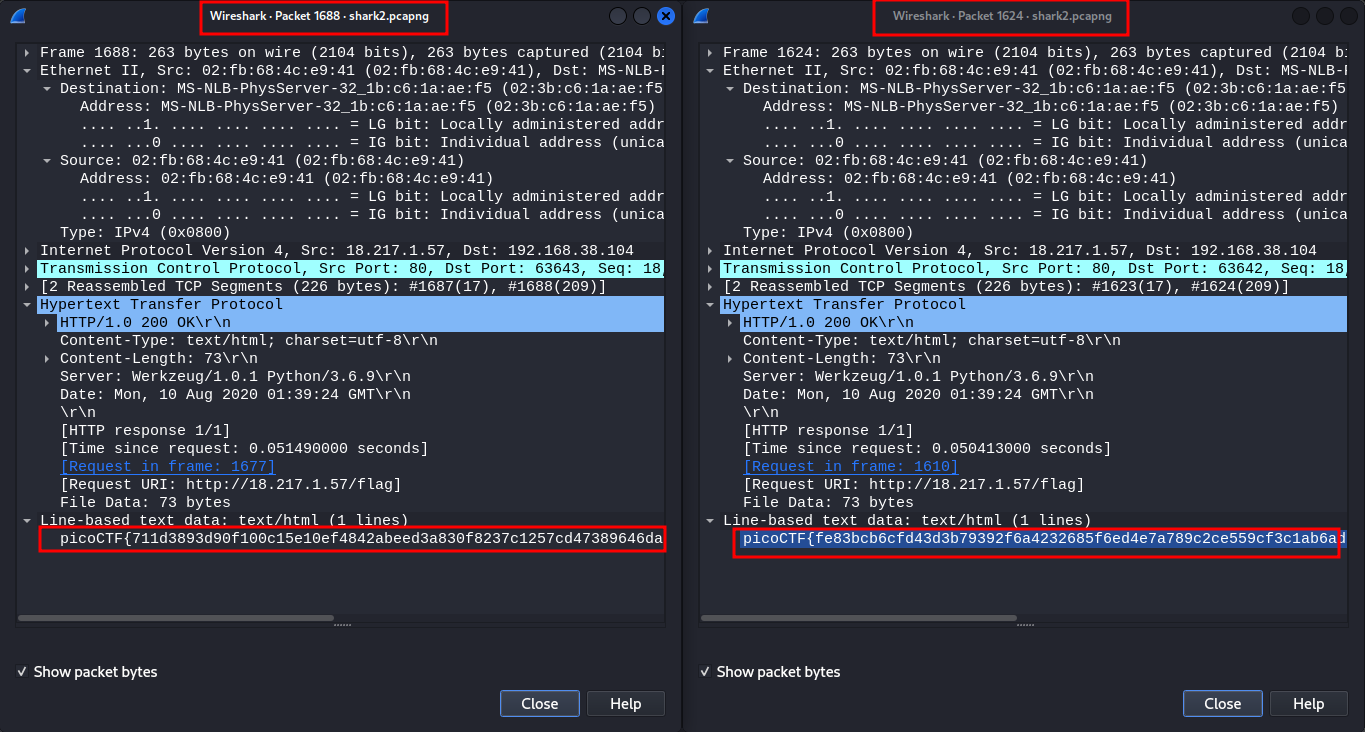 Wireshark · Packet 1688 · shark2.pcapng
Frame 1688: 263 bytes on wire (2104 bits), 263 bytes captured (2104 bi
Ethernet II, Src: 02:fb:68:4c:e9:41 (02:fb:68:4c:e9:41), Dst: MS-NLB-P
Destination: MS-NLB-PhysServer-32_1b:c6:1a:ae:f5 (02:3b:c6:1a:ae:f5
Address: MS-NLB-PhysServer-32_1b:c6:1a:ae:f5 (02:3b:c6:1a:ae:f5)
.... ..1. .... .... .... .... = LG bit: Locally administered addr
.... ...0 .... .... .... .... = IG bit: Individual address (unica
Source: 02:fb:68:4c:e9:41 (02:fb:68:4c:e9:41)
Address: 02:fb:68:4c:e9:41 (02:fb:68:4c:e9:41)
.... ..1. .... .... .... .... = LG bit: Locally administered addr
.... ...0 .... .... .... .... = IG bit: Individual address (unica
Type: IPv4 (0x0800)
Internet Protocol Version 4, Src: 18.217.1.57, Dst: 192.168.38.104
Transmission Control Protocol, Src Port: 80, Dst Port: 63643, Seq: 18,
[2 Reassembled TCP Segments (226 bytes): #1687(17), #1688(209)]
Hypertext Transfer Protocol
HTTP/1.0 200 OK\r\n
Content-Type: text/html; charset=utf-8\r\n
Content-Length: 73\r\n
Server: Werkzeug/1.0.1 Python/3.6.9\r\n
Date: Mon, 10 Aug 2020 01:39:24 GMT\r\n
\r\n
[HTTP response 1/1]
[Time since request: 0.051490000 seconds]
[Request in frame: 1677]
[Request URI: http://18.217.1.57/flag]
File Data: 73 bytes
Line-based text data: text/html (1 lines)
picoCTF{711d3893d90f100c15e10ef4842abeed3a830f8237c1257cd47389646da
Show packet bytes
Close
Help
Wireshark · Packet 1624 · shark2.pcapng
Frame 1624: 263 bytes on wire (2104 bits), 263 bytes captured (2104 bi
Ethernet II, Src: 02:fb:68:4c:e9:41 (02:fb:68:4c:e9:41), Dst: MS-NLB-P
Destination: MS-NLB-PhysServer-32_1b:c6:1a:ae:f5 (02:3b:c6:1a:ae:f5
Address: MS-NLB-PhysServer-32_1b:c6:1a:ae:f5 (02:3b:c6:1a:ae:f5)
.... ..1. .... .... .... .... = LG bit: Locally administered addr
.... ...0 .... .... .... .... = IG bit: Individual address (unica
Source: 02:fb:68:4c:e9:41 (02:fb:68:4c:e9:41)
Address: 02:fb:68:4c:e9:41 (02:fb:68:4c:e9:41)
.... ..1. .... .... .... .... = LG bit: Locally administered addr
.... ...0 .... .... .... .... = IG bit: Individual address (unica
Type: IPv4 (0x0800)
Internet Protocol Version 4, Src: 18.217.1.57, Dst: 192.168.38.104
Transmission Control Protocol, Src Port: 80, Dst Port: 63642, Seq: 18,
[2 Reassembled TCP Segments (226 bytes): #1623(17), #1624(209)]
Hypertext Transfer Protocol
HTTP/1.0 200 OK\r\n
Content-Type: text/html; charset=utf-8\r\n
Content-Length: 73\r\n
Server: Werkzeug/1.0.1 Python/3.6.9\r\n
Date: Mon, 10 Aug 2020 01:39:24 GMT\r\n
\r\n
[HTTP response 1/1]
[Time since request: 0.050413000 seconds]
[Request in frame: 1610]
[Request URI: http://18.217.1.57/flag]
File Data: 73 bytes
Line-based text data: text/html (1 lines)
picoCTF{fe83bcb6cfd43d3b79392f6a4232685f6ed4e7a789c2ce559cf3c1ab6ad
Show packet bytes
Close
Help